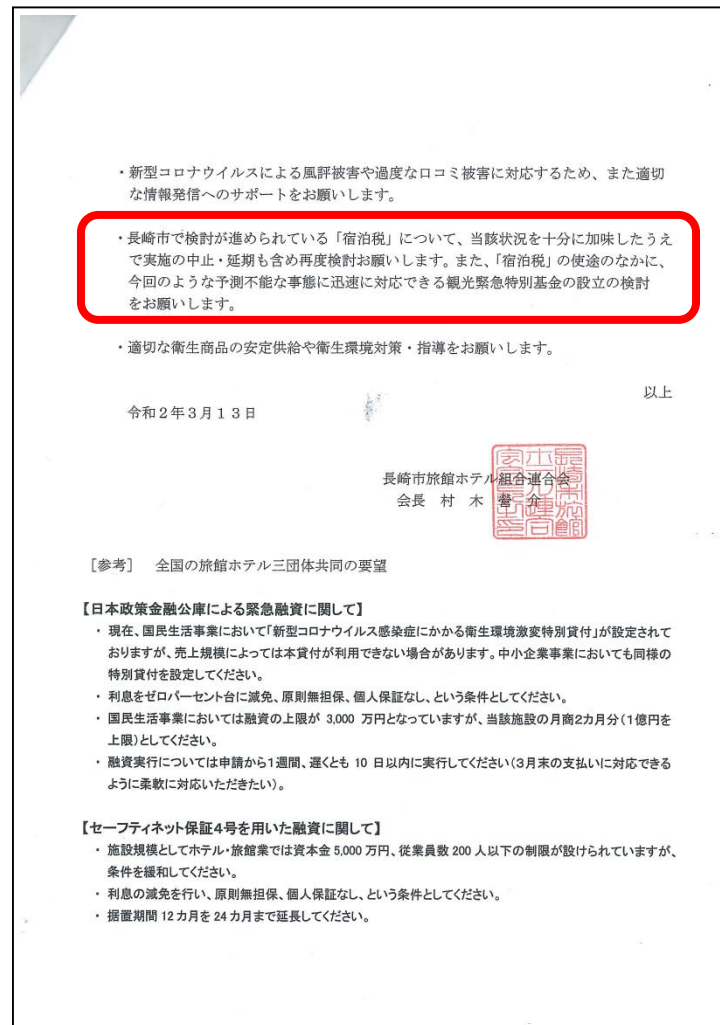 ・新型コロナウイルスによる風評被害や過度な口コミ被害に対応するため、また適切
な情報発信へのサポートをお願いします。
・長崎市で検討が進められている「宿泊税」について、当該状況を十分に加味したうえ
で実施の中止・延期も含め再度検討お願いします。また、「宿泊税」の使途のなかに、
今回のような予測不能な事態に迅速に対応できる観光緊急特別基金の設立の検討
をお願いします。
・適切な衛生商品の安定供給や衛生環境対策・指導をお願いします。
以上
令和2年3月13日
長崎市旅館ホテル組合連合会
会長 村 木 介
[参考] 全国の旅館ホテル三団体共同の要望
【日本政策金融公庫による緊急融資に関して】
・ 現在、国民生活事業において「新型コロナウイルス感染症にかかる衛生環境激変特別貸付」が設定されて
おりますが、売上規模によっては本貸付が利用できない場合があります。中小企業事業においても同様の
特別貸付を設定してください。
・ 利息をゼロパーセント台に減免、原則無担保、個人保証なし、という条件としてください。
・ 国民生活事業においては融資の上限が 3,000 万円となっていますが、当該施設の月商2カ月分(1億円を
上限)としてください。
・ 融資実行については申請から1週間、遅くとも 10 日以内に実行してください(3月末の支払いに対応できる
ように柔軟に対応いただきたい)。
【セーフティネット保証4号を用いた融資に関して】
・ 施設規模としてホテル・旅館業では資本金 5,000 万円、従業員数 200 人以下の制限が設けられていますが、
条件を緩和してください。
・ 利息の減免を行い、原則無担保、個人保証なし、という条件としてください。
・ 据置期間 12 カ月を 24 カ月まで延長してください。